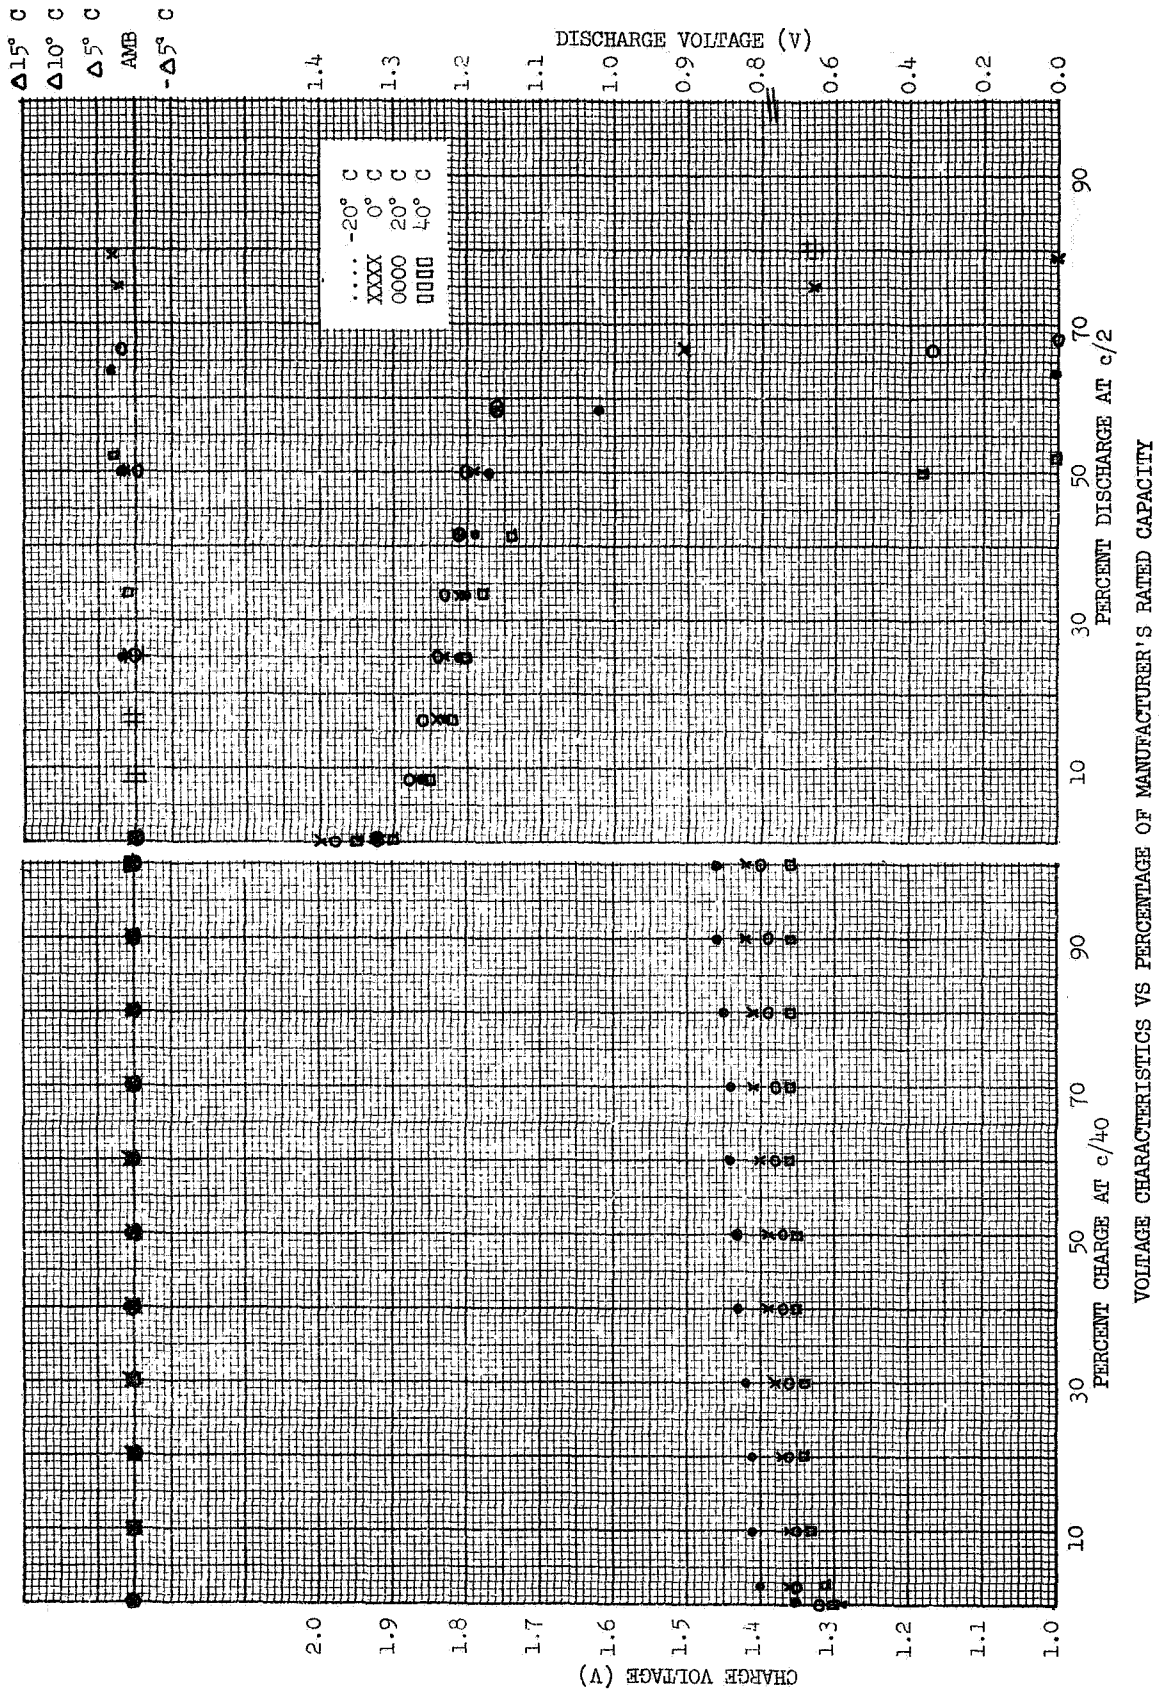 Δ15° C
Δ10° C
Δ5° C
AMB
-Δ5° C
DISCHARGE VOLTAGE (V)
1.4
1.3
1.2
1.1
1.0
0.9
0.8
0.6
0.4
0.2
0.0
.... -20° C
XXXX 0° C
OOOO 20° C
▯▯▯▯ 40° C
10
30
50
70
90
PERCENT DISCHARGE AT c/2
CHARGE VOLTAGE (V)
2.0
1.9
1.8
1.7
1.6
1.5
1.4
1.3
1.2
1.1
1.0
10
30
50
70
90
PERCENT CHARGE AT c/40
VOLTAGE CHARACTERISTICS VS PERCENTAGE OF MANUFACTURER'S RATED CAPACITY